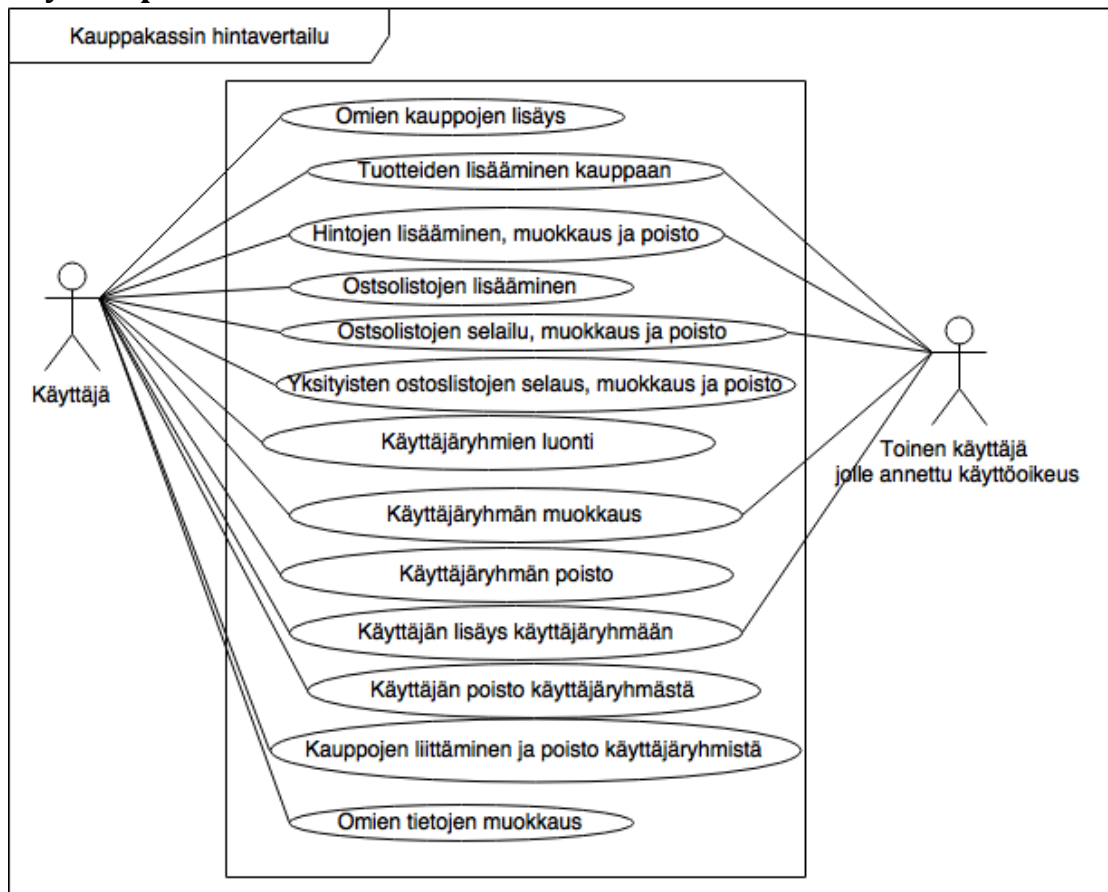 Kauppakassin hintavertailu
Omien kauppojen lisäys
Tuotteiden lisääminen kauppaan
Hintojen lisääminen, muokkaus ja poisto
Ostsolistojen lisääminen
Ostsolistojen selailu, muokkaus ja poisto
Yksityisten ostoslistojen selaus, muokkaus ja poisto
Käyttäjä
Käyttäjäryhmien luonti
Toinen käyttäjä
jolle annettu käyttöoikeus
Käyttäjäryhmän muokkaus
Käyttäjäryhmän poisto
Käyttäjän lisäys käyttäjäryhmään
Käyttäjän poisto käyttäjäryhmästä
Kauppojen liittäminen ja poisto käyttäjäryhmistä
Omien tietojen muokkaus